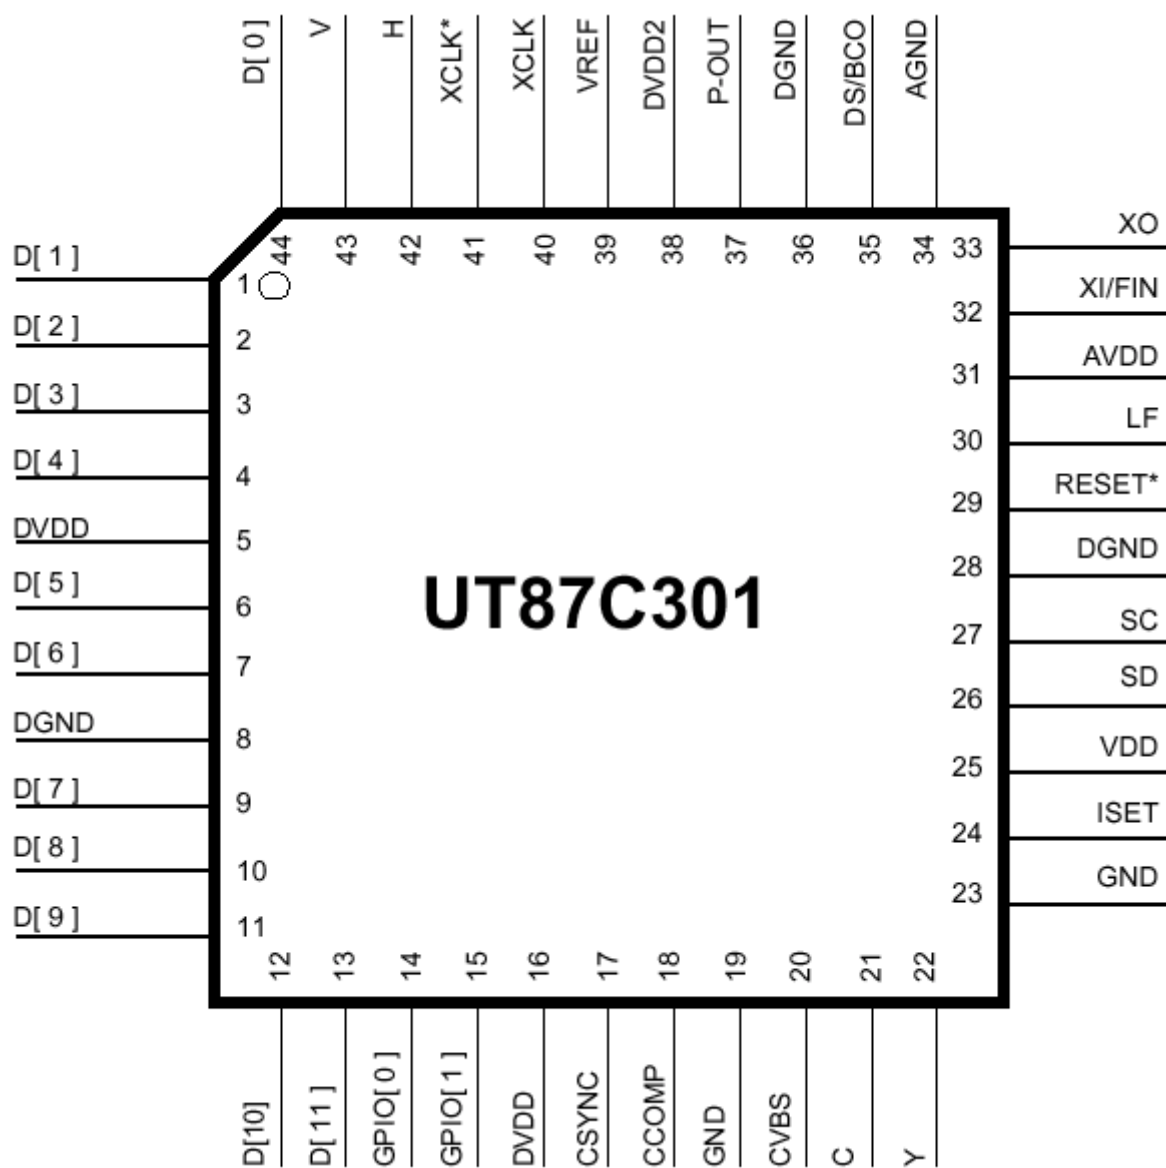 D[ 0 ]
V
H
XCLK*
XCLK
VREF
DVDD2
P-OUT
DGND
DS/BCO
AGND
44
43
42
41
40
39
38
37
36
35
34
D[ 1 ]
1
D[ 2 ]
2
D[ 3 ]
3
D[ 4 ]
4
DVDD
5
D[ 5 ]
6
D[ 6 ]
7
DGND
8
D[ 7 ]
9
D[ 8 ]
10
D[ 9 ]
11
UT87C301
33
XO
32
XI/FIN
31
AVDD
30
LF
29
RESET*
28
DGND
27
SC
26
SD
25
VDD
24
ISET
23
GND
12
13
14
15
16
17
18
19
20
21
22
D[10]
D[ 11 ]
GPIO[ 0 ]
GPIO[ 1 ]
DVDD
CSYNC
CCOMP
GND
CVBS
C
Y